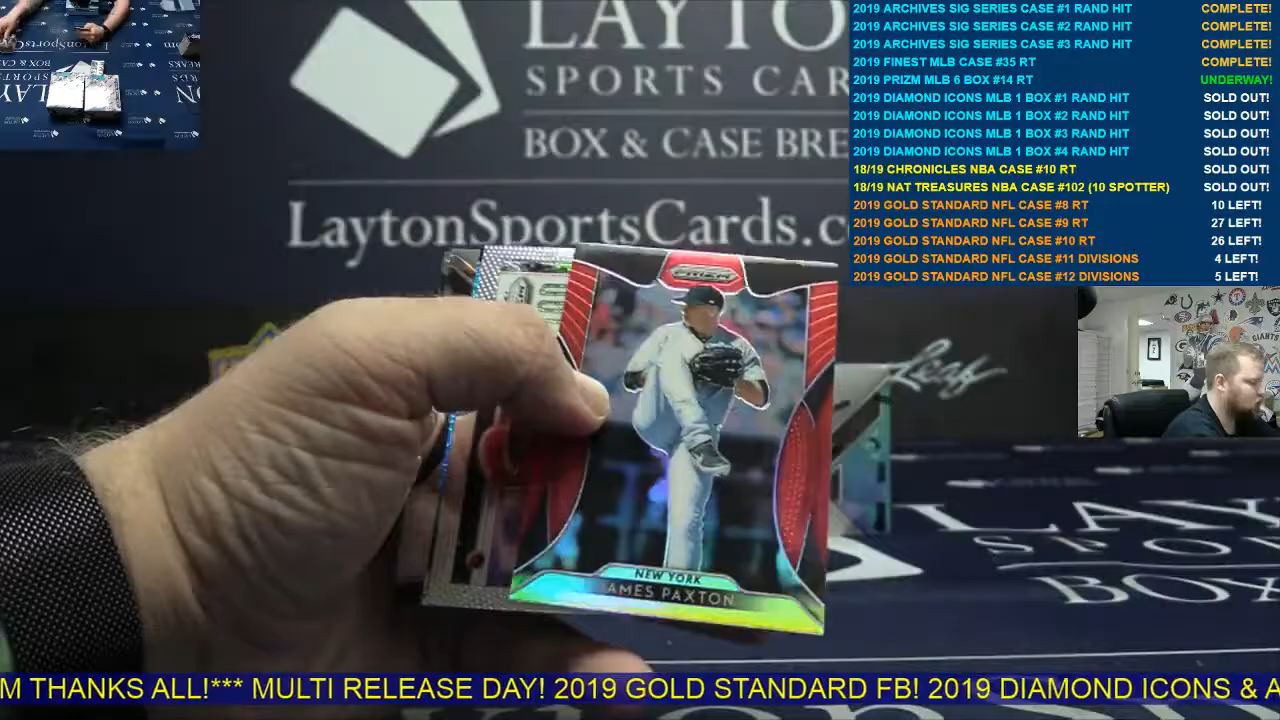 2019 ARCHIVES SIG SERIES CASE #1 RAND HIT COMPLETE!
2019 ARCHIVES SIG SERIES CASE #2 RAND HIT COMPLETE!
2019 ARCHIVES SIG SERIES CASE #3 RAND HIT COMPLETE!
2019 FINEST MLB CASE #35 RT COMPLETE!
2019 PRIZM MLB 6 BOX #14 RT UNDERWAY!
2019 DIAMOND ICONS MLB 1 BOX #1 RAND HIT SOLD OUT!
2019 DIAMOND ICONS MLB 1 BOX #2 RAND HIT SOLD OUT!
2019 DIAMOND ICONS MLB 1 BOX #3 RAND HIT SOLD OUT!
2019 DIAMOND ICONS MLB 1 BOX #4 RAND HIT SOLD OUT!
18/19 CHRONICLES NBA CASE #10 RT SOLD OUT!
18/19 NAT TREASURES NBA CASE #102 (10 SPOTTER) SOLD OUT!
2019 GOLD STANDARD NFL CASE #8 RT 10 LEFT!
2019 GOLD STANDARD NFL CASE #9 RT 27 LEFT!
2019 GOLD STANDARD NFL CASE #10 RT 26 LEFT!
2019 GOLD STANDARD NFL CASE #11 DIVISIONS 4 LEFT!
2019 GOLD STANDARD NFL CASE #12 DIVISIONS 5 LEFT!
LAYTO
SPORTS CAR
BOX & CASE BRE
LaytonSportsCards.c
PRIZM
NEW YORK
AMES PAXTON
Leaf
LAY
SPO
BOX
M THANKS ALL!*** MULTI RELEASE DAY! 2019 GOLD STANDARD FB! 2019 DIAMOND ICONS & A